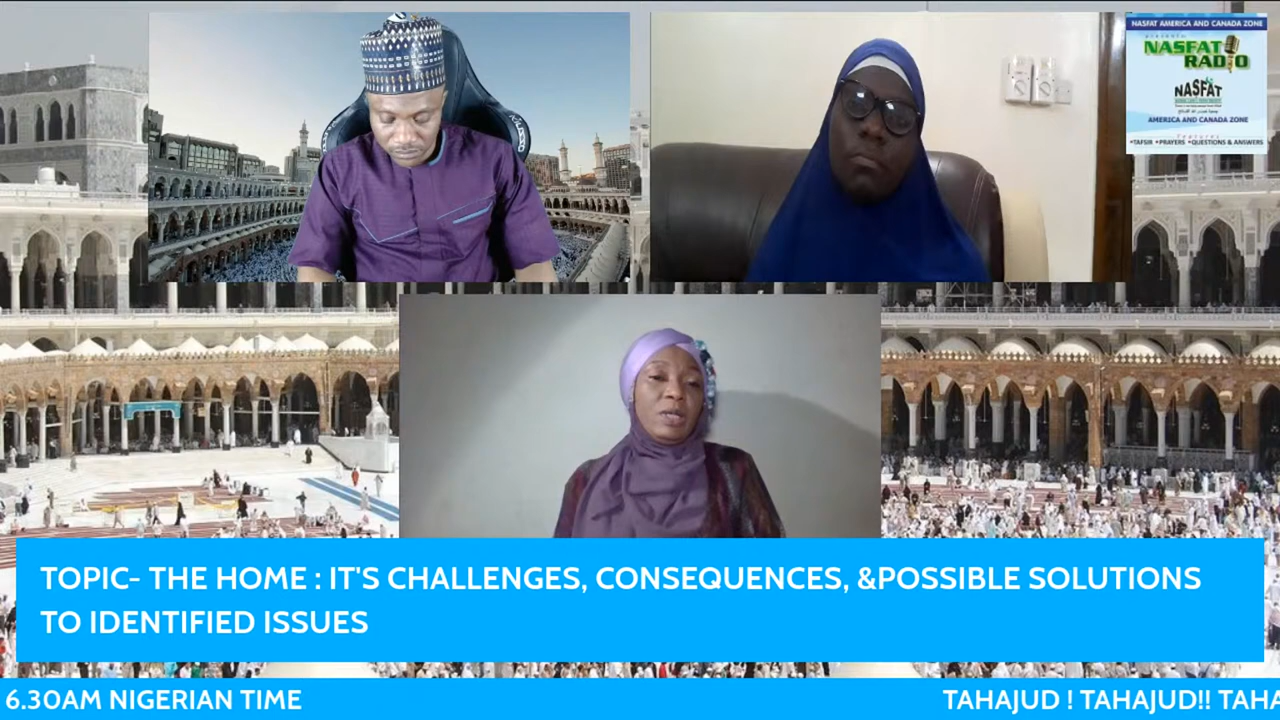 NASFAT AMERICA AND CANADA ZONE
NASFAT
RADIO
NASFAT
AMERICA AND CANADA ZONE
Features
•TAFSIR •PRAYERS •QUESTIONS & ANSWERS
TOPIC- THE HOME : IT'S CHALLENGES, CONSEQUENCES, &POSSIBLE SOLUTIONS
TO IDENTIFIED ISSUES
6.30AM NIGERIAN TIME
TAHAJUD ! TAHAJUD!! TAHA